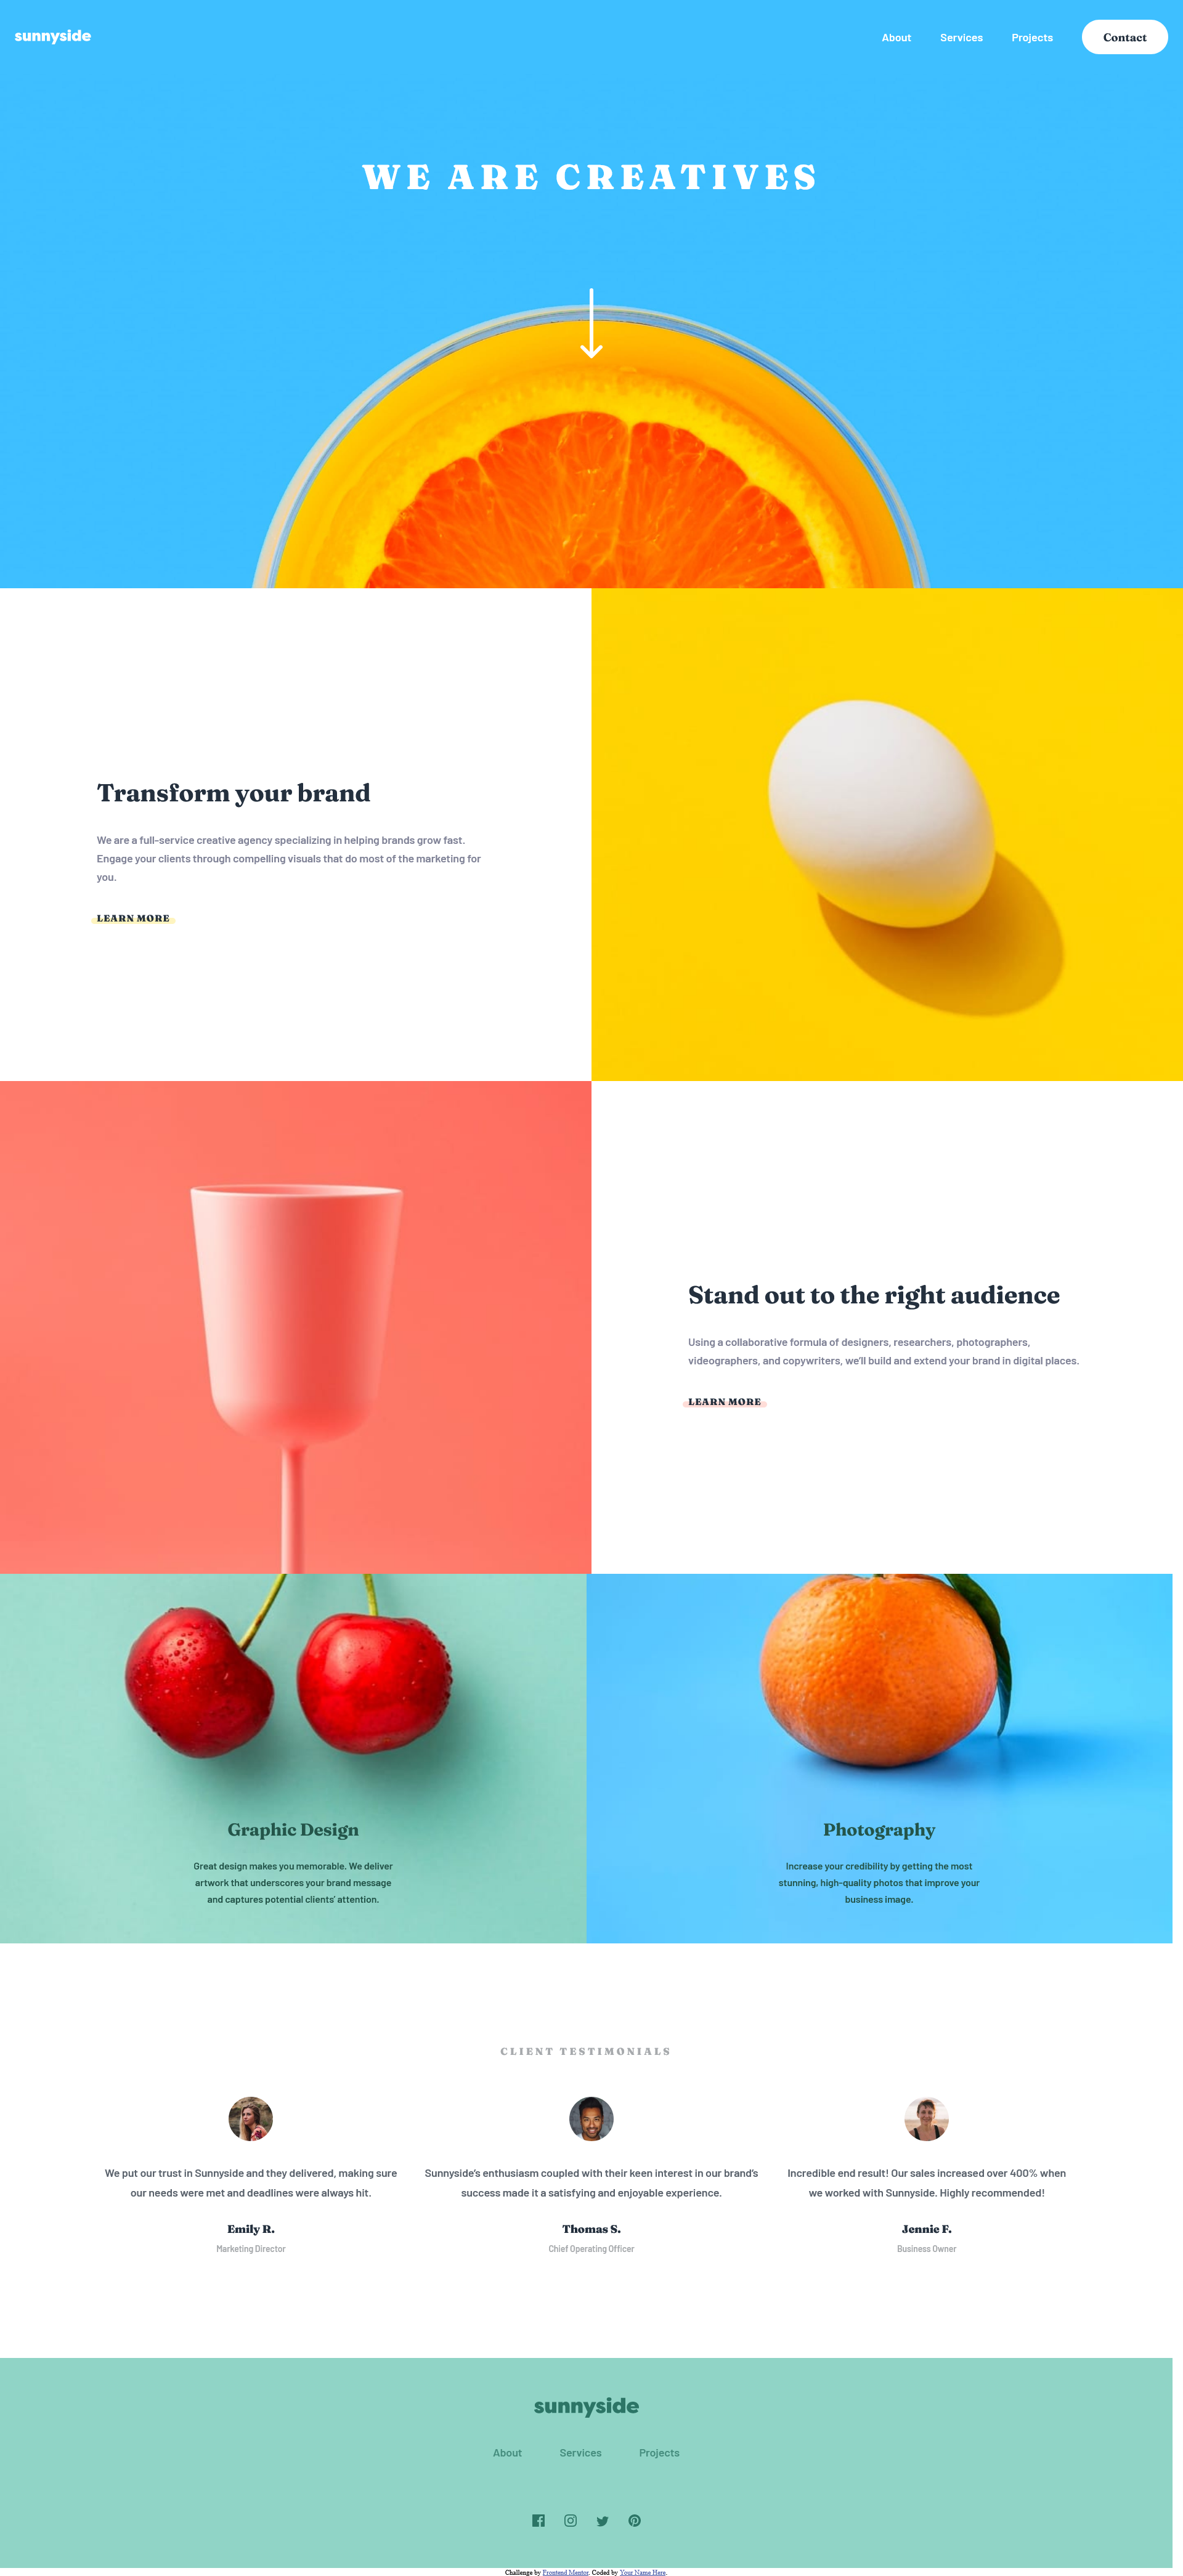 sunnyside
About Services Projects Contact
WE ARE CREATIVES
Transform your brand
We are a full-service creative agency specializing in helping brands grow fast.
Engage your clients through compelling visuals that do most of the marketing for
you.
LEARN MORE
Stand out to the right audience
Using a collaborative formula of designers, researchers, photographers,
videographers, and copywriters, we'll build and extend your brand in digital places.
LEARN MORE
Graphic Design
Great design makes you memorable. We deliver
artwork that underscores your brand message
and captures potential clients' attention.
Photography
Increase your credibility by getting the most
stunning, high-quality photos that improve your
business image.
CLIENT TESTIMONIALS
We put our trust in Sunnyside and they delivered, making sure
our needs were met and deadlines were always hit.
Emily R.
Marketing Director
Sunnyside's enthusiasm coupled with their keen interest in our brand's
success made it a satisfying and enjoyable experience.
Thomas S.
Chief Operating Officer
Incredible end result! Our sales increased over 400% when
we worked with Sunnyside. Highly recommended!
Jennie F.
Business Owner
sunnyside
About Services Projects
Challenge by Frontend Mentor. Coded by Your Name Here.